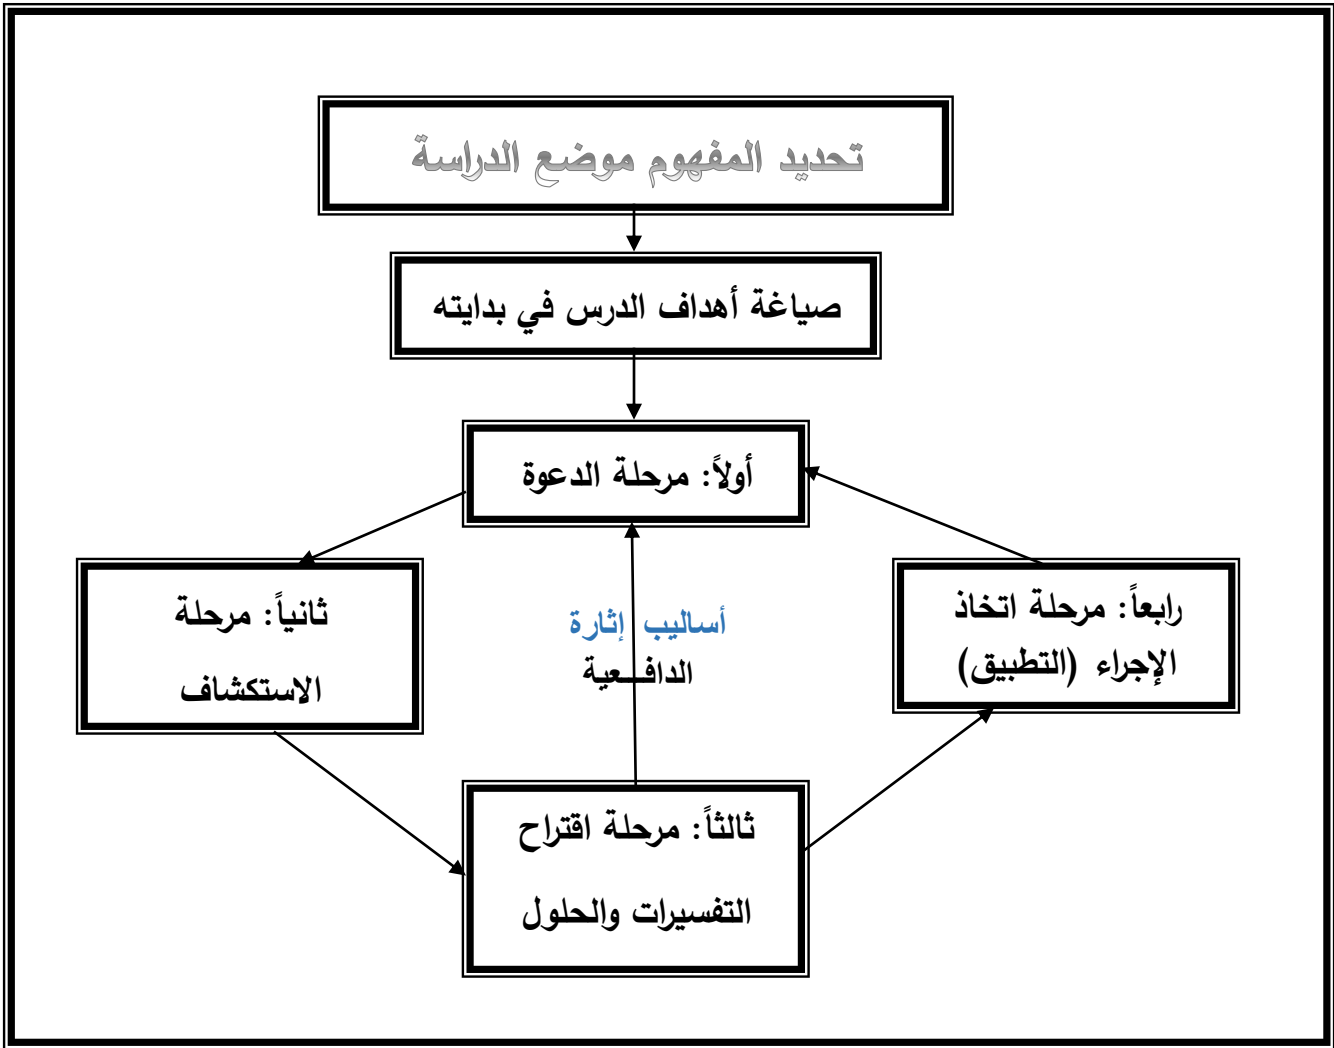 تحديد المفهوم موضع الدراسة
صياغة أهداف الدرس في بدايته
أولاً: مرحلة الدعوة
ثانياً: مرحلة
الاستكشاف
أساليب إثارة
الدافـــعية
رابعاً: مرحلة اتخاذ
الإجراء (التطبيق)
ثالثاً: مرحلة اقتراح
التفسيرات والحلول